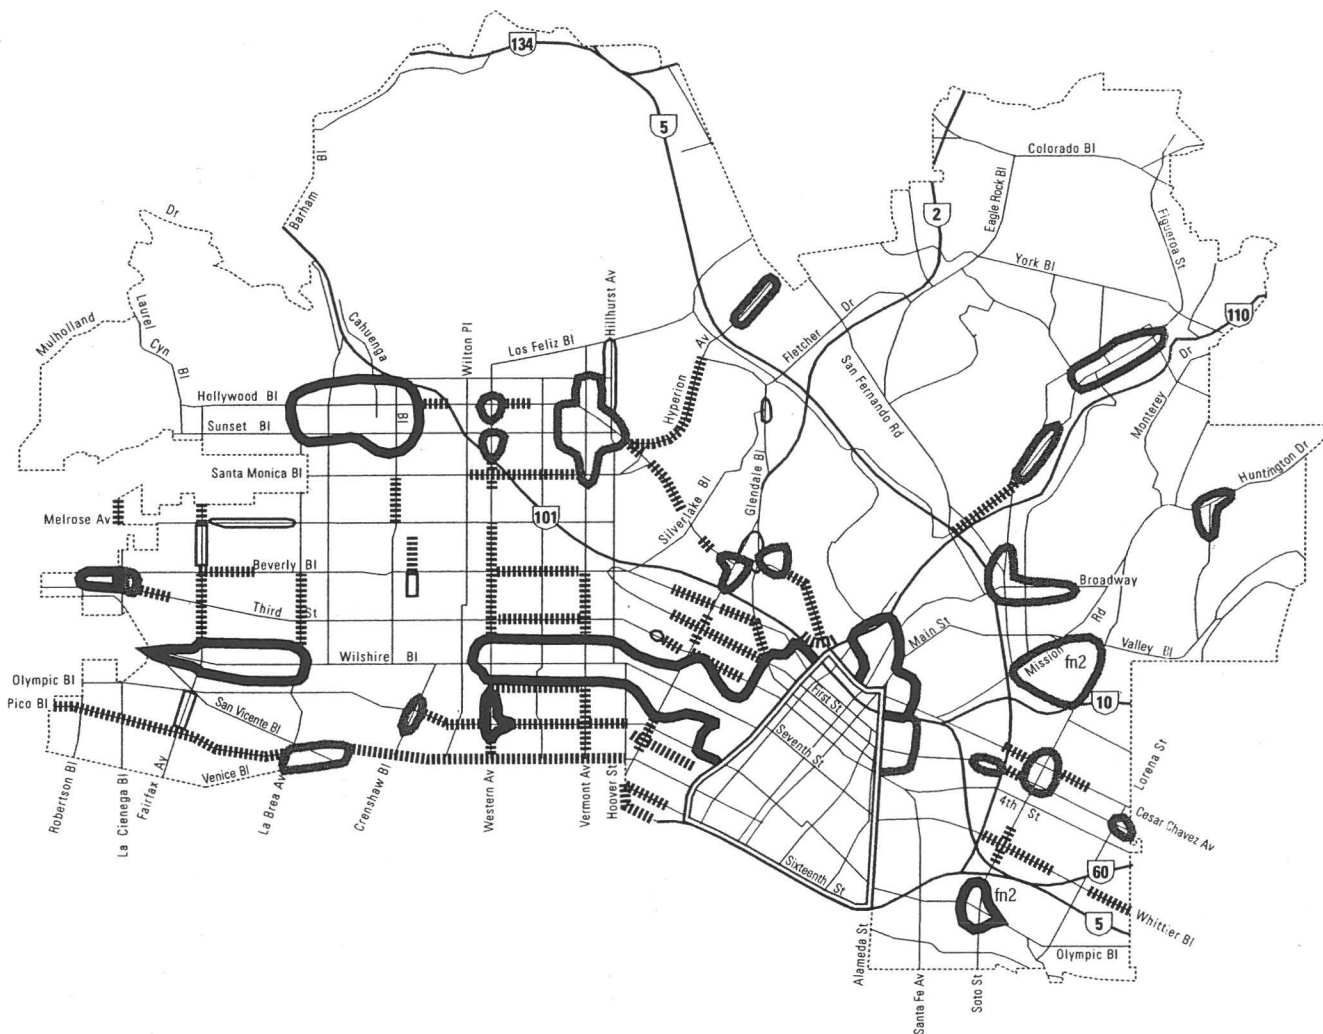 134
5
Colorado Bl
Eagle Rock Bl
2
Figueroa St
York Bl
110
Barham Bl
Dr
Mulholland
Laurel Cyn Bl
Cahuenga
Bl
Wilton Pl
Hillhurst Av
Los Feliz Bl
Hyperion Av
Fletcher Dr
San Fernando Rd
Monterey Dr
Huntington Dr
Hollywood Bl
Sunset Bl
Santa Monica Bl
Melrose Av
101
Silverlake Bl
Glendale Bl
Beverly Bl
Third St
Broadway
Main St
Mission Rd
Valley Bl
fn2
Wilshire Bl
Olympic Bl
Pico Bl
San Vicente Bl
Venice Bl
First St
Seventh St
Sixteenth St
10
Robertson Bl
La Cienega Bl
Fairfax Av
La Brea Av
Crenshaw Bl
Western Av
Vermont Av
Hoover St
Lorena St
4th St
Cesar Chavez Av
60
fn2
5
Whittier Bl
Olympic Bl
Alameda St
Santa Fe Av
Soto St